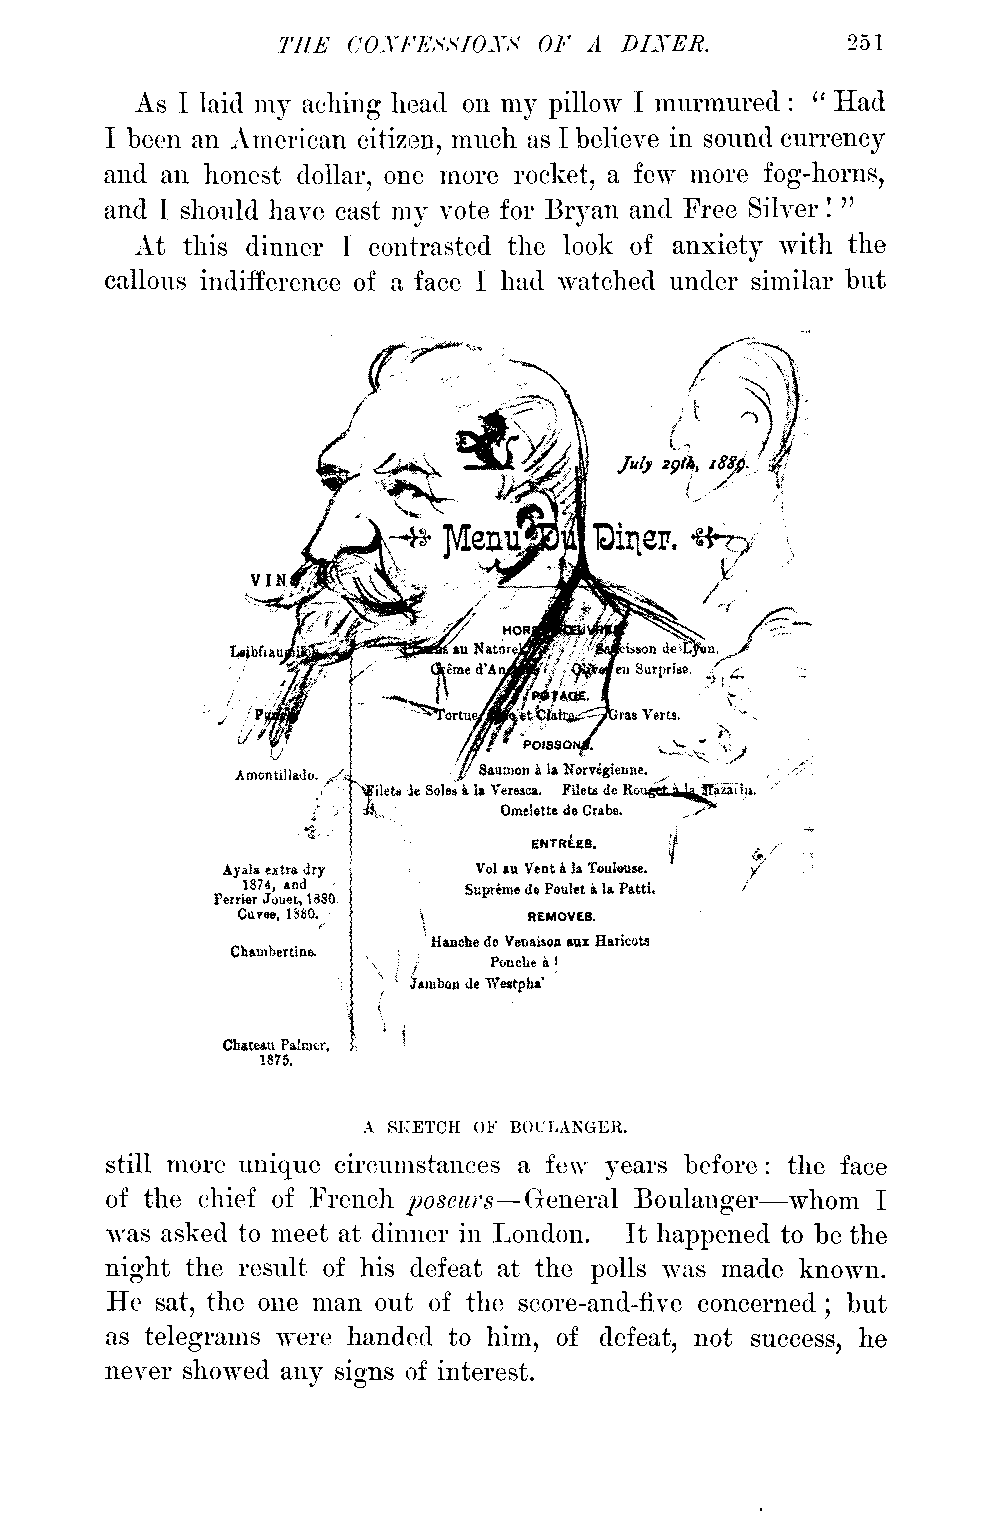 THE CONFESSIONS OF A DINER. 251
As I laid my aching head on my pillow I murmured: “Had
I been an American citizen, much as I believe in sound currency
and an honest dollar, one more rocket, a few more fog-horns,
and I should have cast my vote for Bryan and Free Silver!”
At this dinner I contrasted the look of anxiety with the
callous indifference of a face I had watched under similar but
July 29th, 1889.
Menu Du Diner.
VINS.
HORS D'ŒUVRES.
au Naturel Saucisson de Lyon.
Crème en Surprise.
POTAGE.
Tortue et Claire. Gras Verts.
POISSONS.
Amontillado.
Saumon à la Norvégienne.
Filets de Soles à la Veresca. Filets de Rouget à la Mazarin.
Omelette de Crabe.
ENTRÉES.
Ayala extra dry
1874, and
Perrier Jouet, 1880.
Cuvee, 1880.
Vol au Vent à la Toulouse.
Suprême de Poulet à la Patti.
REMOVES.
Chambertine.
Hanche de Venaison aux Haricots
Ponche à !
Jambon de Westpha'
Chateau Palmer,
1875.
A SKETCH OF BOULANGER.
still more unique circumstances a few years before: the face
of the chief of French poseurs—General Boulanger—whom I
was asked to meet at dinner in London. It happened to be the
night the result of his defeat at the polls was made known.
He sat, the one man out of the score-and-five concerned; but
as telegrams were handed to him, of defeat, not success, he
never showed any signs of interest.